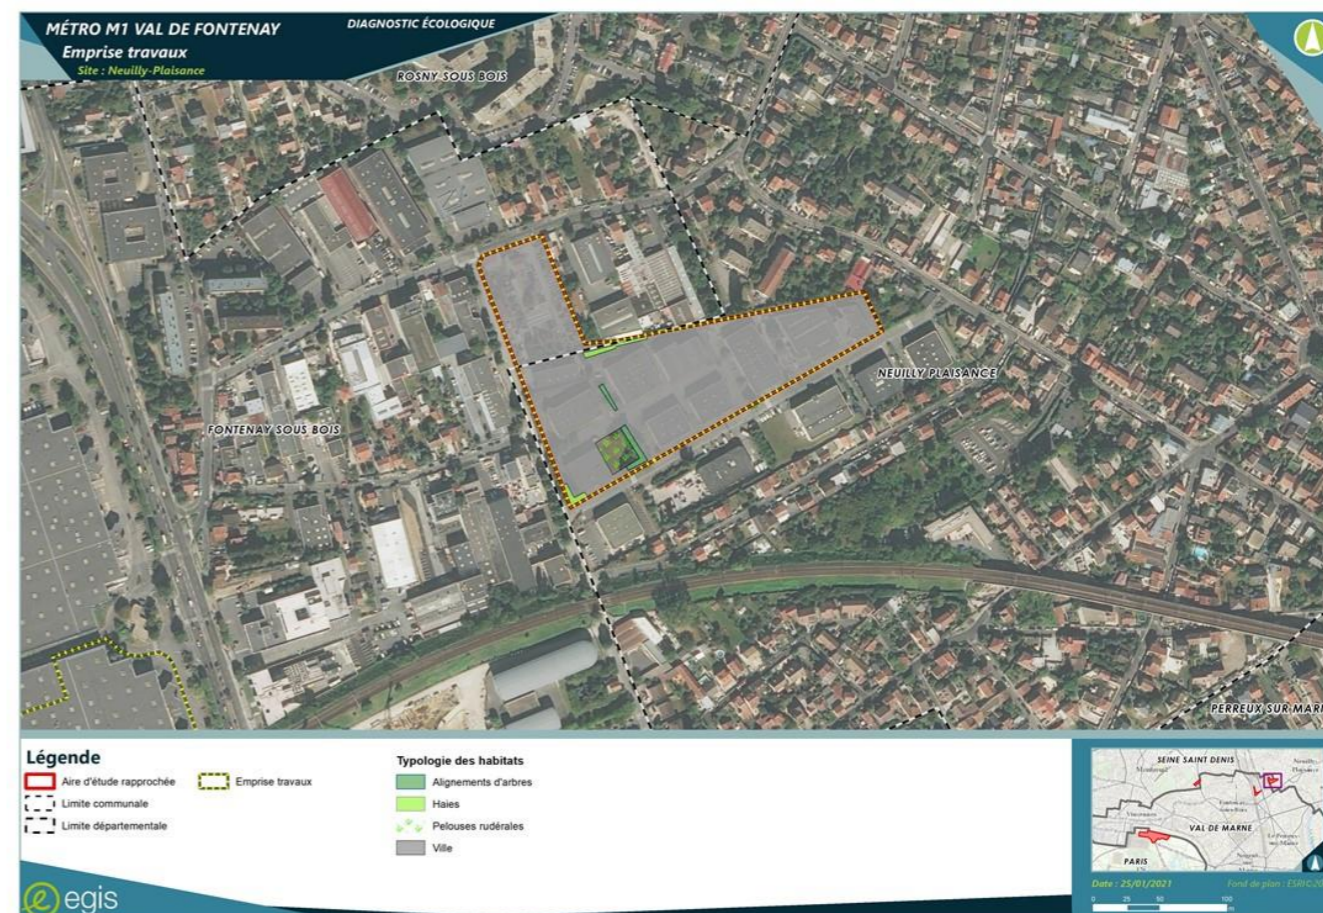 MÉTRO M1 VAL DE FONTENAY
DIAGNOSTIC ÉCOLOGIQUE
Emprise travaux
Site : Neuilly-Plaisance
ROSNY SOUS BOIS
NEUILLY PLAISANCE
FONTENAY SOUS BOIS
PERREUX SUR MARN
Légende
Aire d'étude rapprochée
Emprise travaux
Limite communale
Limite départementale
Typologie des habitats
Alignements d'arbres
Haies
Pelouses rudérales
Ville
SEINE SAINT DENIS
VAL DE MARNE
PARIS
Date : 25/01/2021
Fond de plan : ESRI©20
0 25 50 100
m
egis